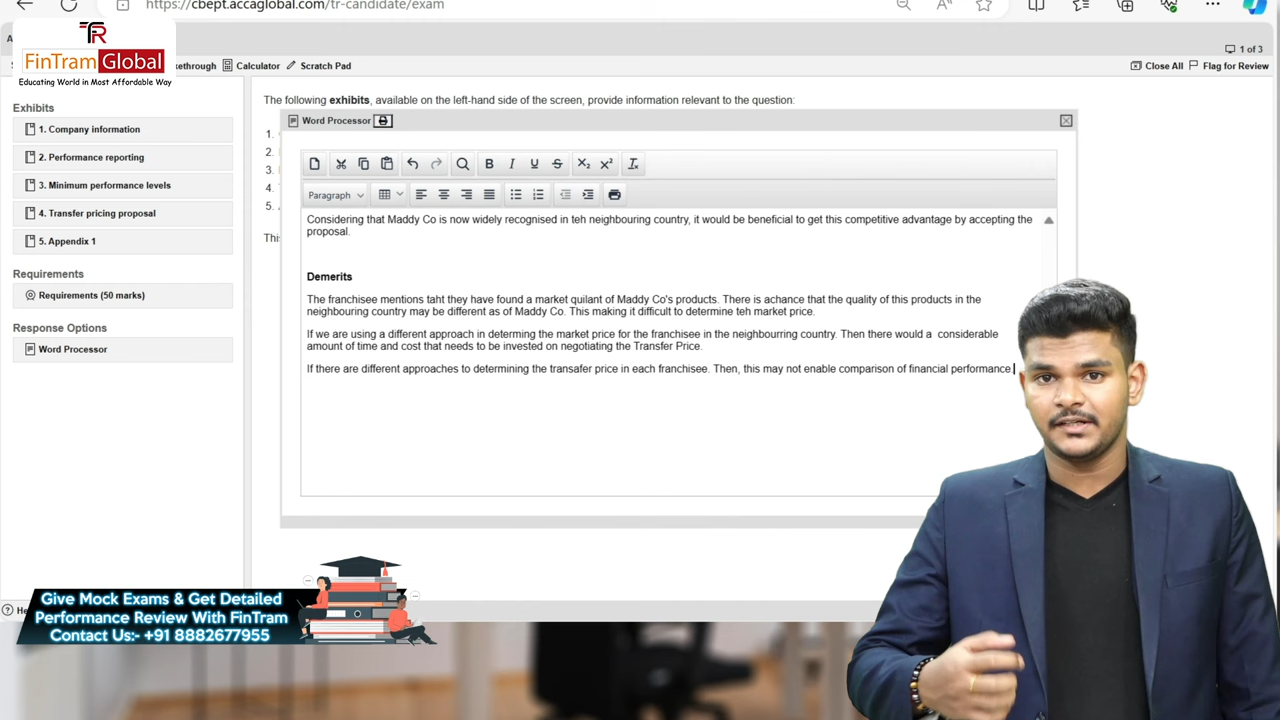 https://cbept.accaglobal.com/tr-candidate/exam
FR
FinTram Global
Educating World in Most Affordable Way
1 of 3
kethrough Calculator Scratch Pad
Close All Flag for Review
Exhibits
1. Company information
2. Performance reporting
3. Minimum performance levels
4. Transfer pricing proposal
5. Appendix 1
Requirements
Requirements (50 marks)
Response Options
Word Processor
The following exhibits, available on the left-hand side of the screen, provide information relevant to the question:
1.
2.
3.
4.
5.
Word Processor
B I U S X₂ X² Tx
Paragraph
Considering that Maddy Co is now widely recognised in teh neighbouring country, it would be beneficial to get this competitive advantage by accepting the
proposal.
Demerits
The franchisee mentions taht they have found a market quilant of Maddy Co's products. There is achance that the quality of this products in the
neighbouring country may be different as of Maddy Co. This making it difficult to determine teh market price.
If we are using a different approach in determing the market price for the franchisee in the neighbourring country. Then there would a considerable
amount of time and cost that needs to be invested on negotiating the Transfer Price.
If there are different approaches to determining the transafer price in each franchisee. Then, this may not enable comparison of financial performance
Give Mock Exams & Get Detailed
Performance Review With FinTram
Contact Us:- +91 8882677955